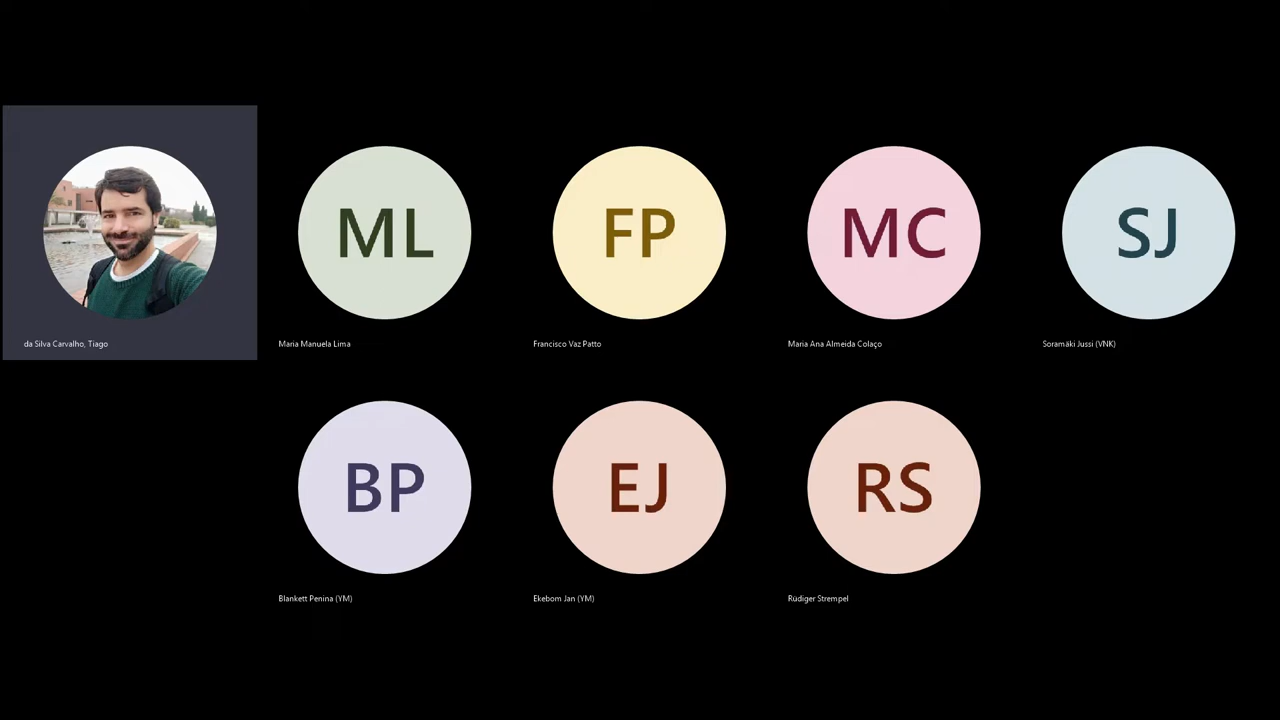 ML
FP
MC
SJ
da Silva Carvalho, Tiago
Maria Manuela Lima
Francisco Vaz Patto
Maria Ana Almeida Colaço
Soramäki Jussi (VNK)
BP
EJ
RS
Blankett Penina (YM)
Ekebom Jan (YM)
Rüdiger Strempel